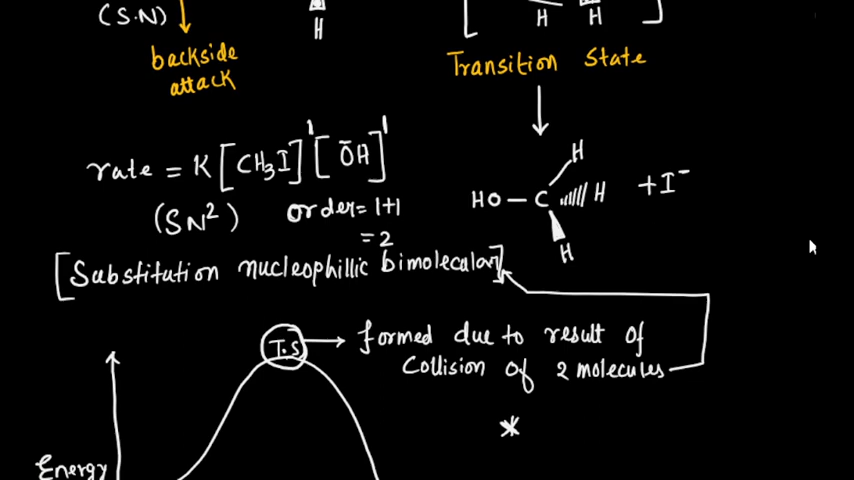 (S.N)
H
H H
backside
attack
Transition State
rate = K[CH₃I]¹[ŌH]¹
(SN²)
order = 1+1
= 2
H
HO — C H + I⁻
H
[Substitution nucleophillic bimolecular]
T.S → formed due to result of
Collision of 2 molecules
*
Energy